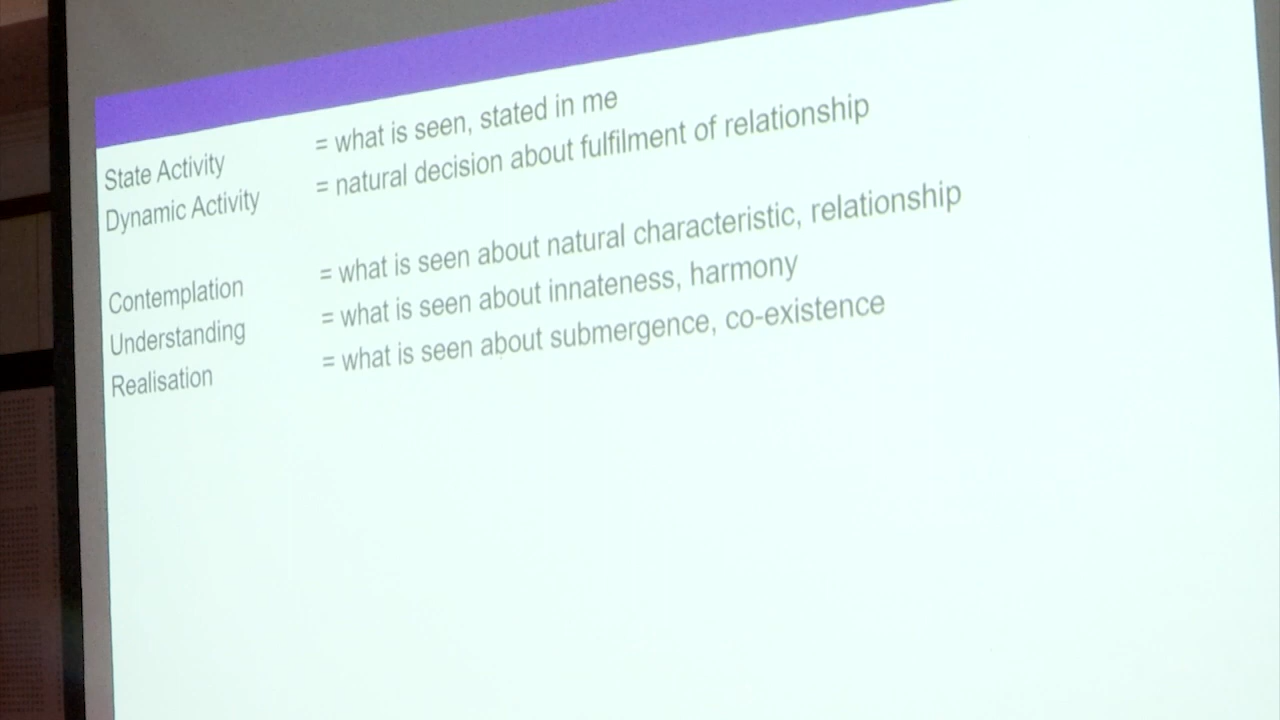 State Activity = what is seen, stated in me
Dynamic Activity = natural decision about fulfilment of relationship
Contemplation = what is seen about natural characteristic, relationship
Understanding = what is seen about innateness, harmony
Realisation = what is seen about submergence, co-existence